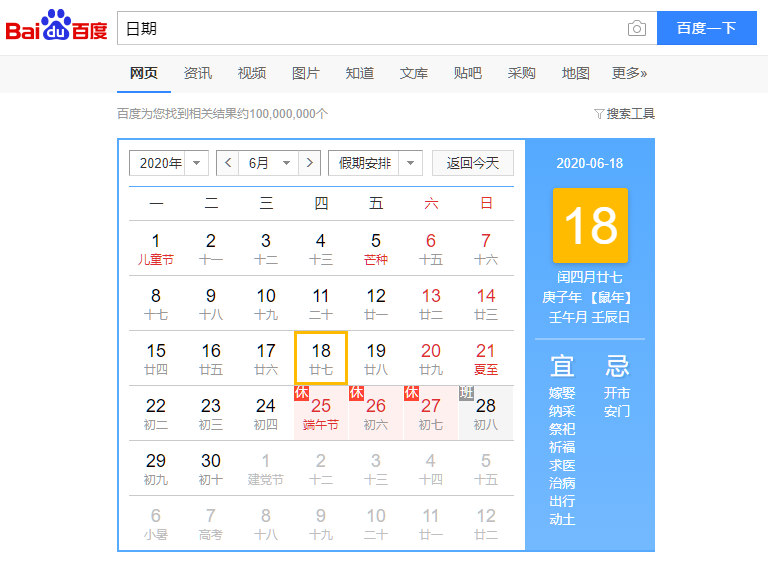 Bai du 百度 日期 百度一下
网页 资讯 视频 图片 知道 文库 贴吧 采购 地图 更多»
百度为您找到相关结果约100,000,000个 搜索工具
2020年 < 6月 > 假期安排 返回今天
一 二 三 四 五 六 日
1 2 3 4 5 6 7
儿童节 十一 十二 十三 芒种 十五 十六
8 9 10 11 12 13 14
十七 十八 十九 二十 廿一 廿二 廿三
15 16 17 18 19 20 21
廿四 廿五 廿六 廿七 廿八 廿九 夏至
休 休 休 班
22 23 24 25 26 27 28
初二 初三 初四 端午节 初六 初七 初八
29 30 1 2 3 4 5
初九 初十 建党节 十二 十三 十四 十五
6 7 8 9 10 11 12
小暑 高考 十八 十九 二十 廿一 廿二
2020-06-18
18
闰四月廿七
庚子年【鼠年】
壬午月 壬辰日
宜 忌
嫁娶 开市
纳采 安门
祭祀
祈福
求医
治病
出行
动土